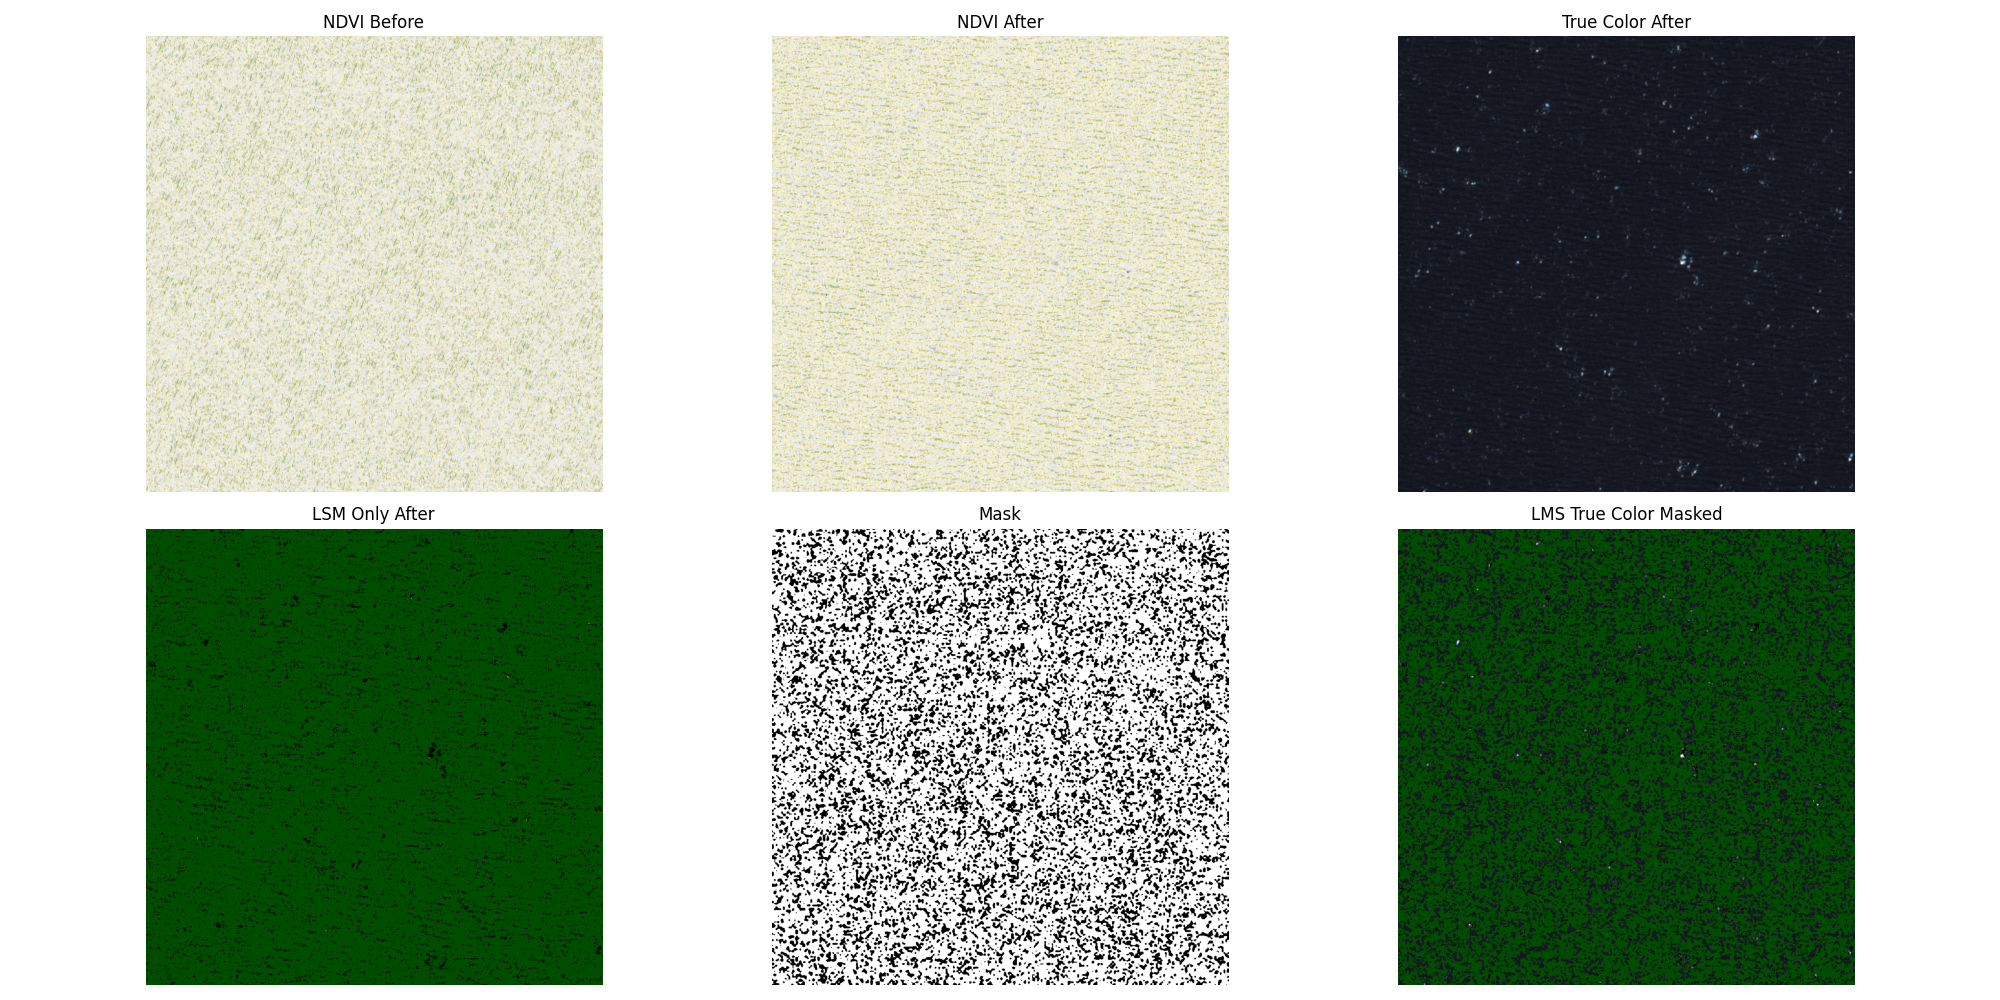 NDVI Before
NDVI After
True Color After
LSM Only After
Mask
LMS True Color Masked